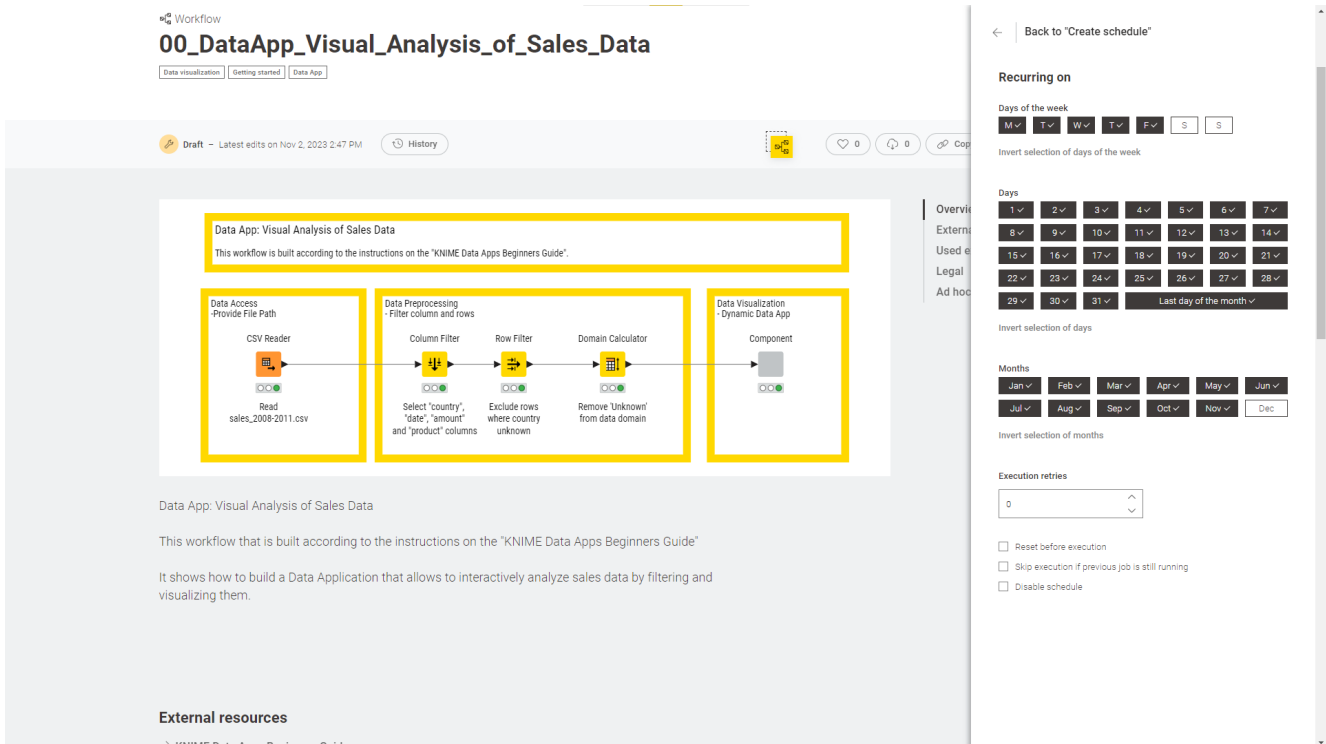 Workflow
00_DataApp_Visual_Analysis_of_Sales_Data
Data visualization Getting started Data App
Draft – Latest edits on Nov 2, 2023 2:47 PM
History
0
0
Data App: Visual Analysis of Sales Data
This workflow is built according to the instructions on the "KNIME Data Apps Beginners Guide".
Data Access
-Provide File Path
CSV Reader
Read
sales_2008-2011.csv
Data Preprocessing
- Filter column and rows
Column Filter
Select "country",
"date", "amount"
and "product" columns
Row Filter
Exclude rows
where country
unknown
Domain Calculator
Remove 'Unknown'
from data domain
Data Visualization
- Dynamic Data App
Component
Legal
Ad hoc
Data App: Visual Analysis of Sales Data
This workflow that is built according to the instructions on the "KNIME Data Apps Beginners Guide"
It shows how to build a Data Application that allows to interactively analyze sales data by filtering and
visualizing them.
External resources
Back to "Create schedule"
Recurring on
Days of the week
M T W T F S S
Invert selection of days of the week
Days
1 2 3 4 5 6 7
8 9 10 11 12 13 14
15 16 17 18 19 20 21
22 23 24 25 26 27 28
29 30 31 Last day of the month
Invert selection of days
Months
Jan Feb Mar Apr May Jun
Jul Aug Sep Oct Nov Dec
Invert selection of months
Execution retries
0
Reset before execution
Skip execution if previous job is still running
Disable schedule